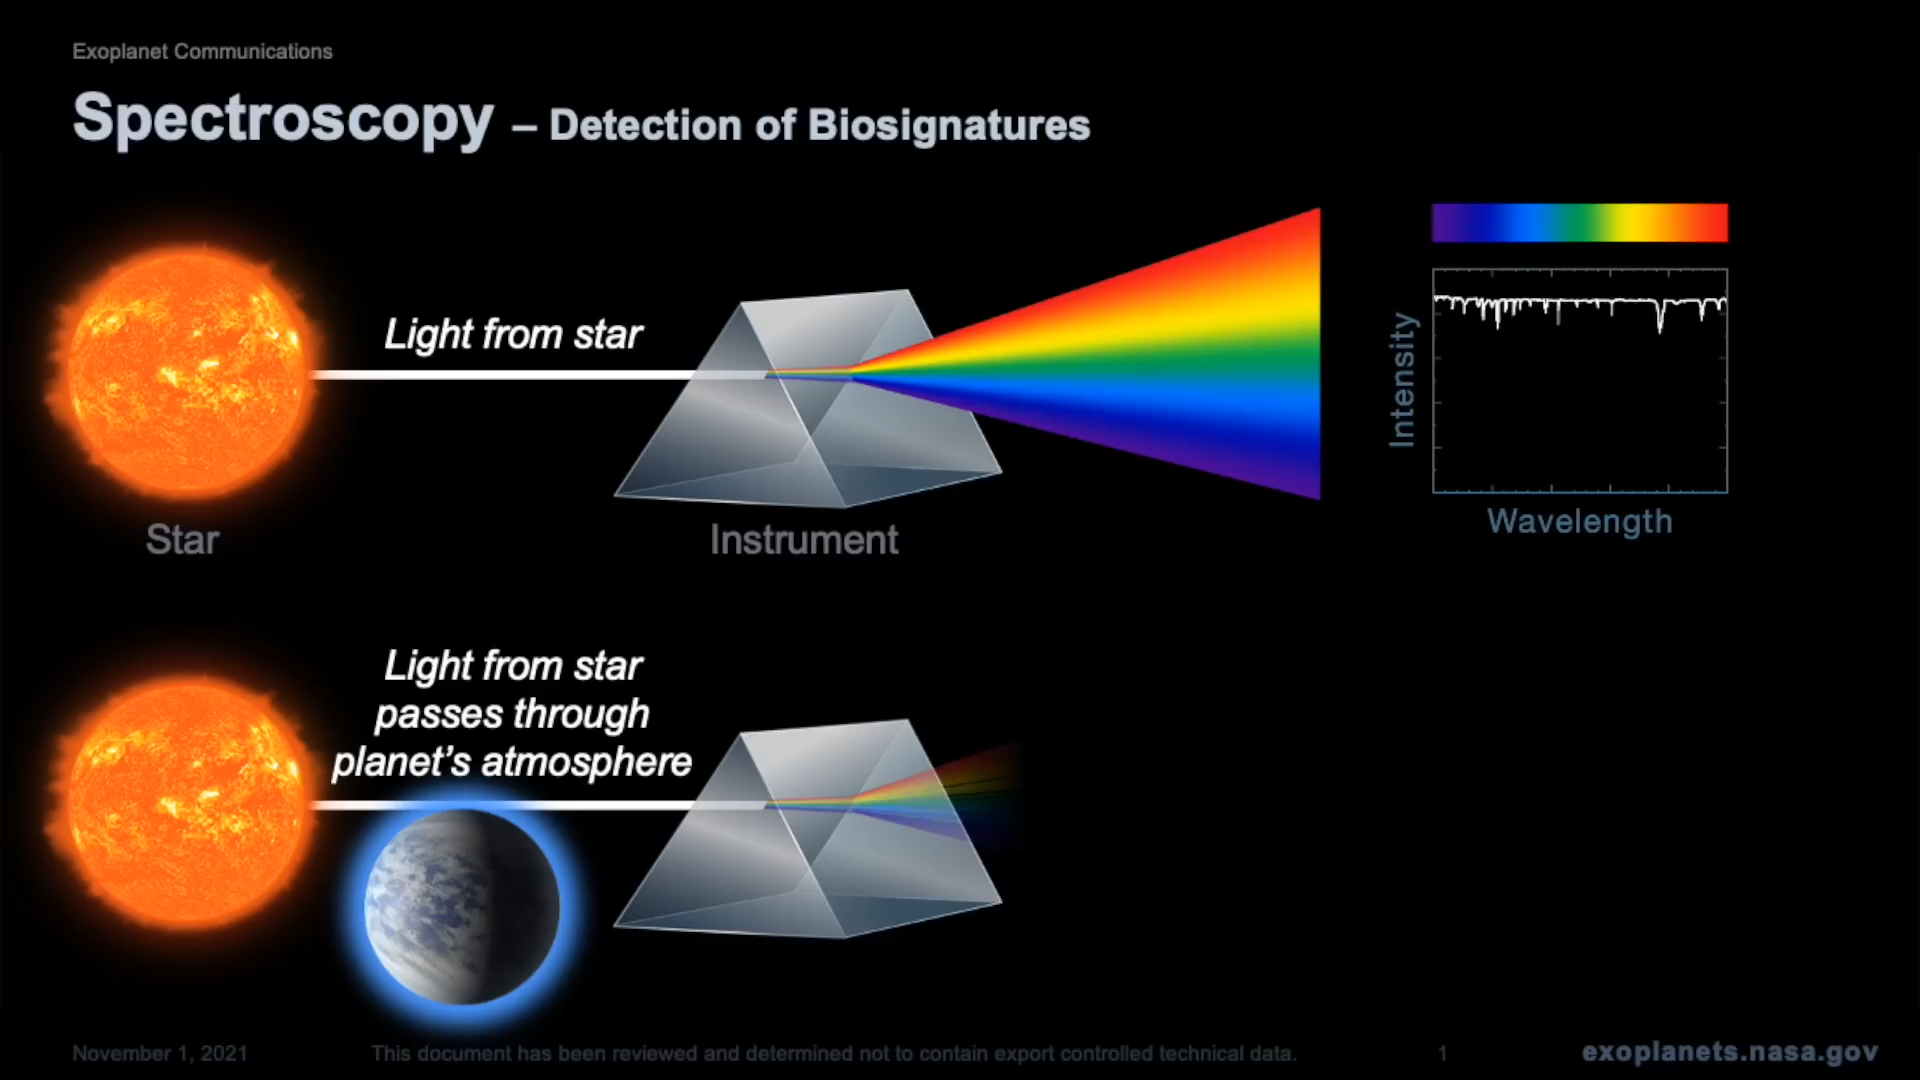 Exoplanet Communications
Spectroscopy – Detection of Biosignatures
Light from star
Intensity
Wavelength
Star
Instrument
Light from star
passes through
planet’s atmosphere
November 1, 2021
This document has been reviewed and determined not to contain export controlled technical data.
1
exoplanets.nasa.gov